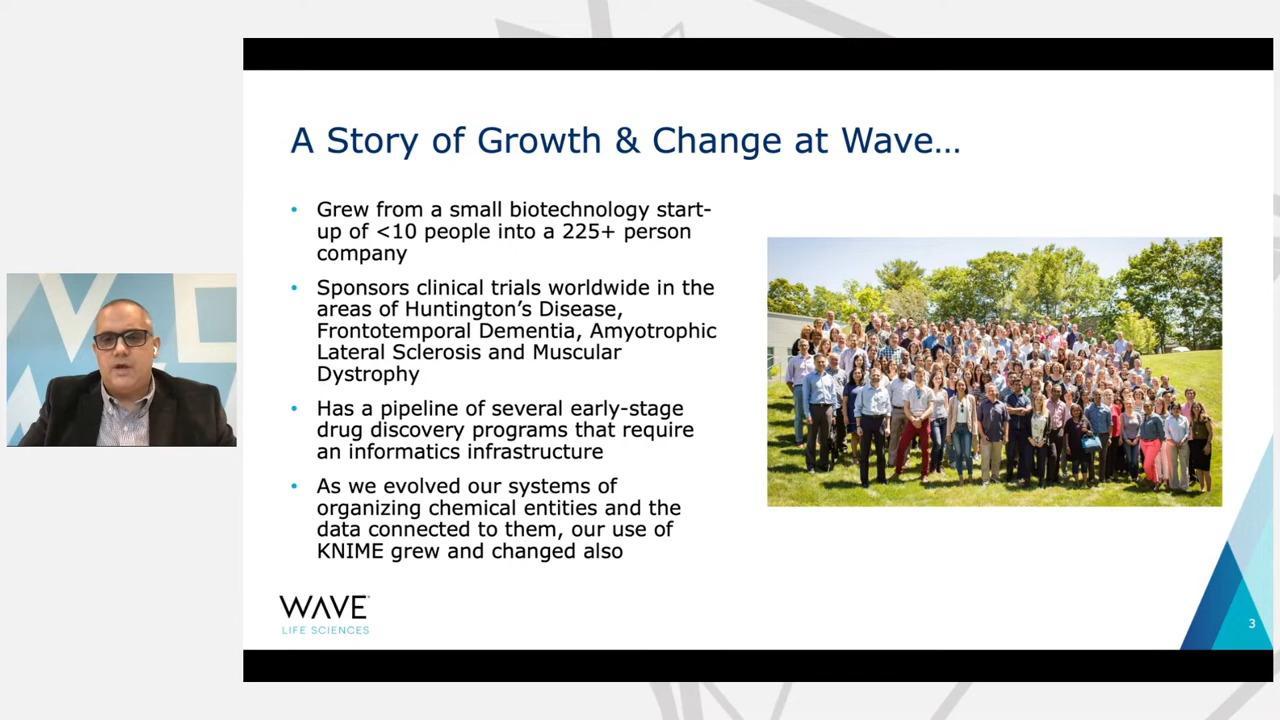 A Story of Growth & Change at Wave…
• Grew from a small biotechnology start-
up of <10 people into a 225+ person
company
• Sponsors clinical trials worldwide in the
areas of Huntington’s Disease,
Frontotemporal Dementia, Amyotrophic
Lateral Sclerosis and Muscular
Dystrophy
• Has a pipeline of several early-stage
drug discovery programs that require
an informatics infrastructure
• As we evolved our systems of
organizing chemical entities and the
data connected to them, our use of
KNIME grew and changed also
WAVE
LIFE SCIENCES
3